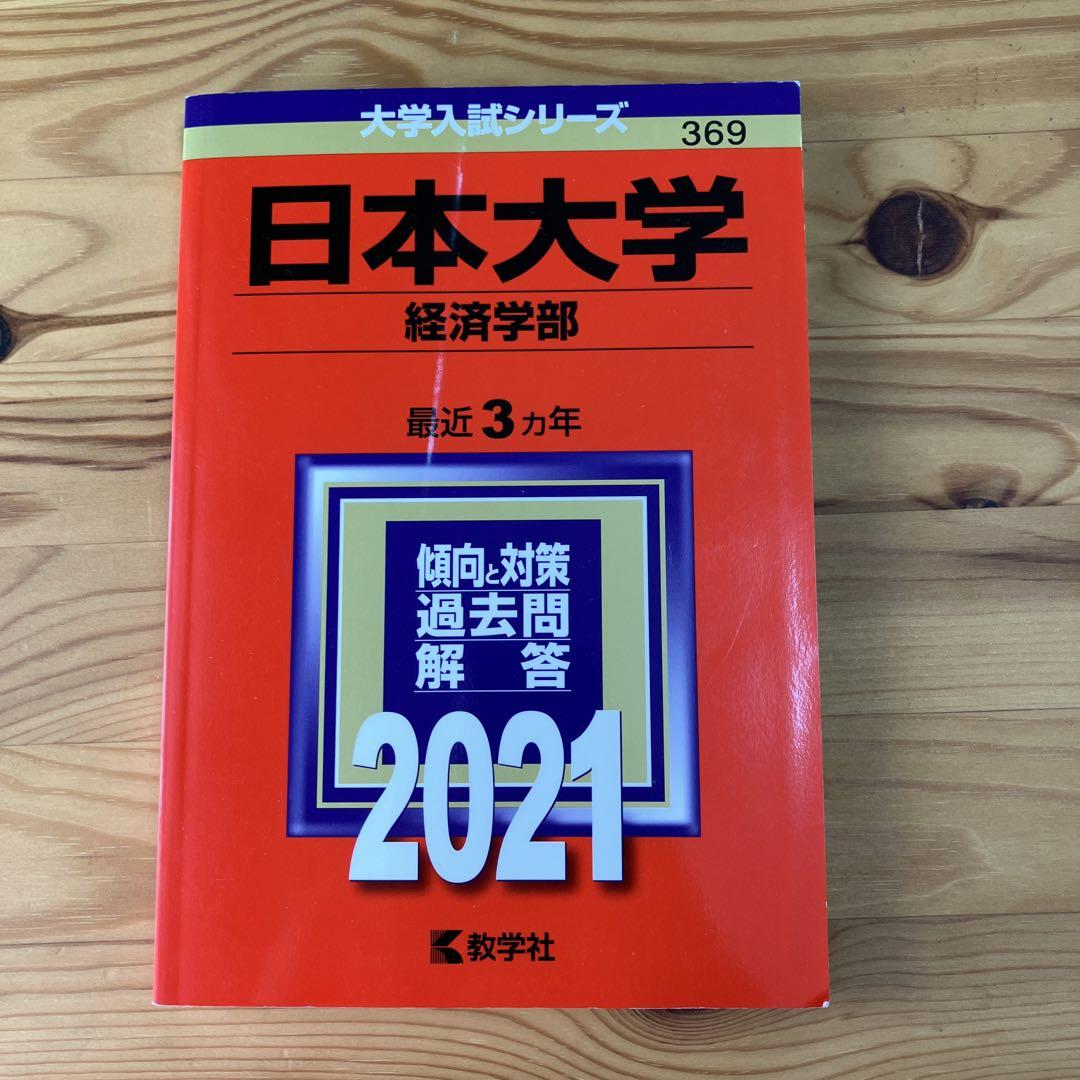 大学入試シリーズ
369
日本大学
経済学部
最近3ヵ年
傾向と対策
過去問
解答
2021
教学社